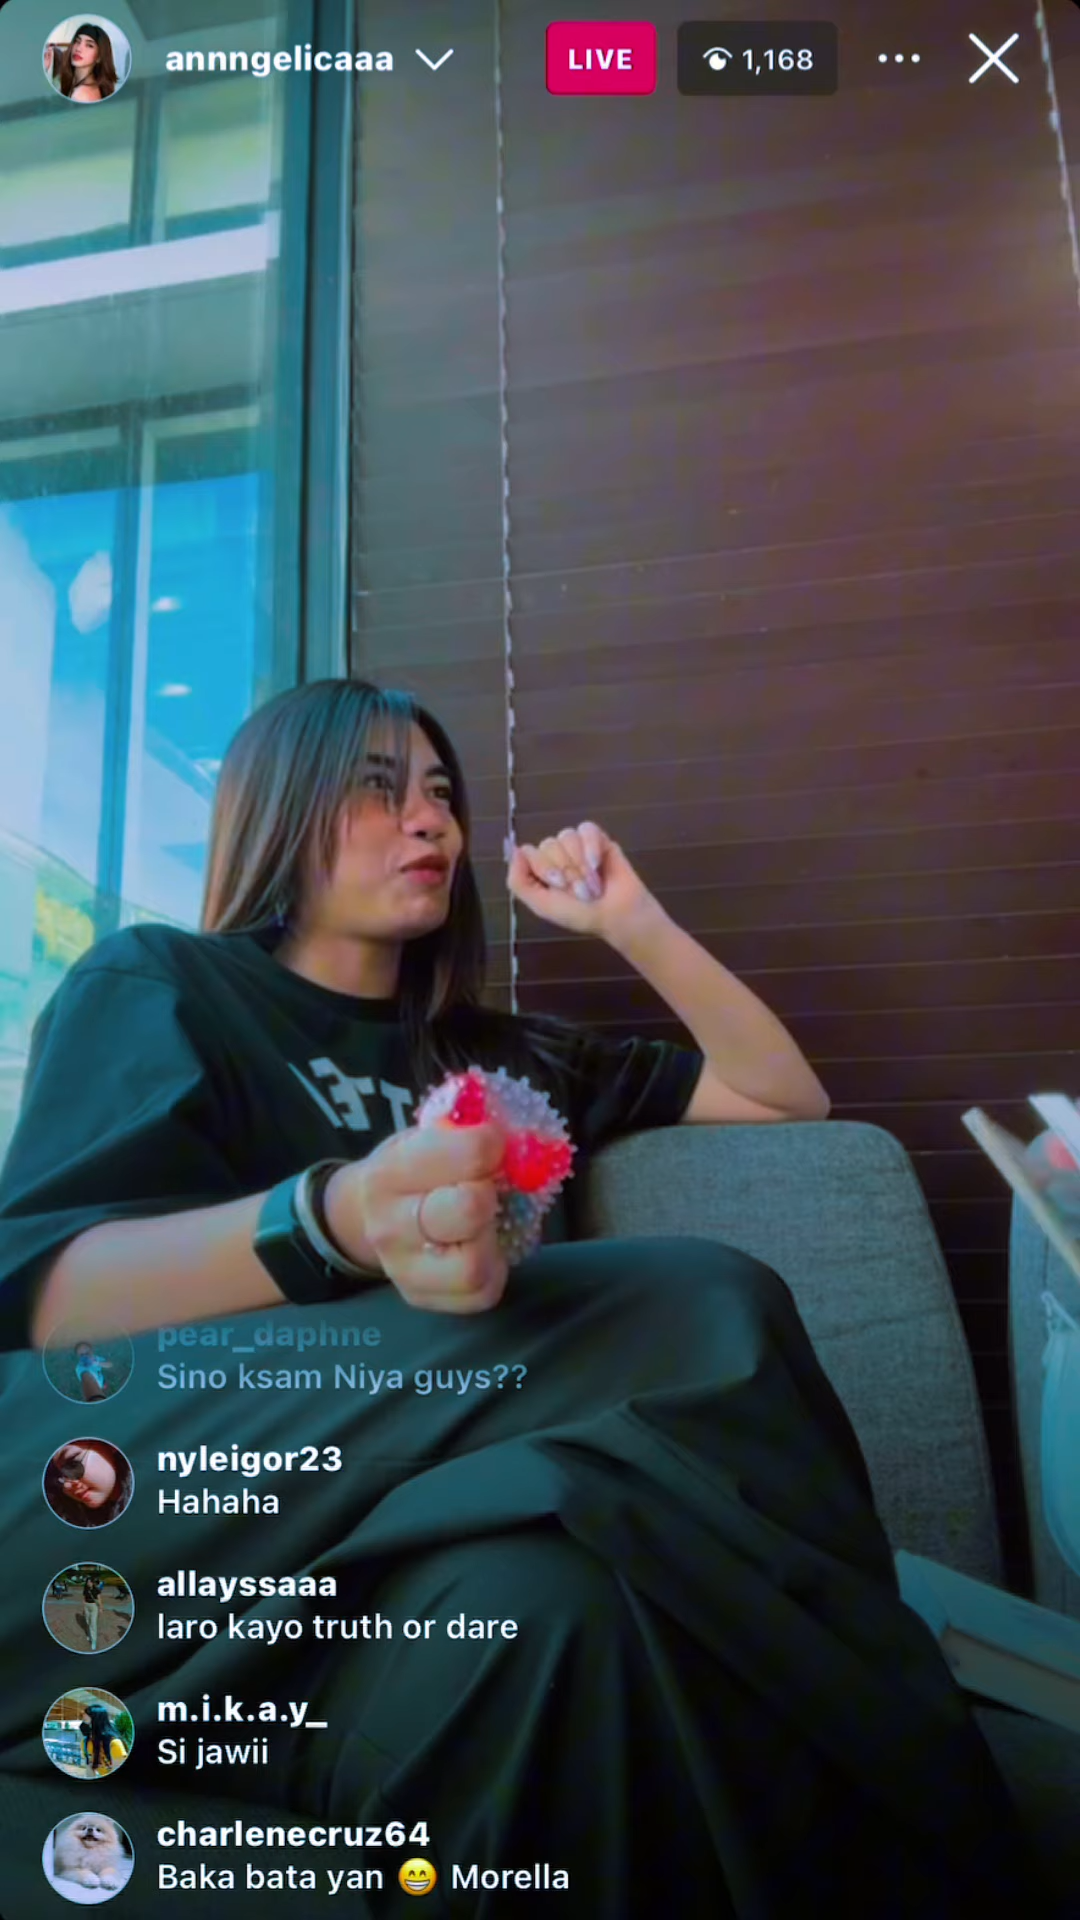 annngelicaaa
LIVE
1,168
pear_daphne
Sino ksam Niya guys??
nyleigor23
Hahaha
allayssaaa
laro kayo truth or dare
m.i.k.a.y_
Si jawii
charlenecruz64
Baka bata yan 😁 Morella